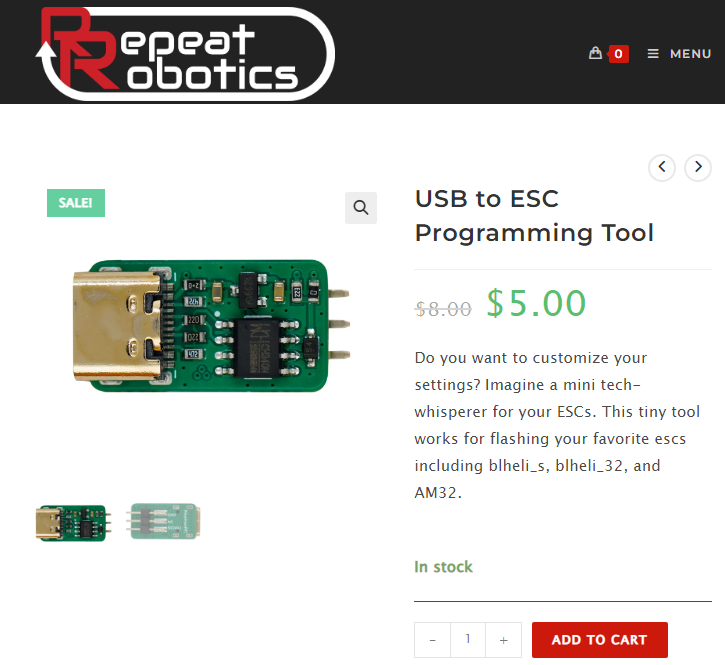 Repeat
Robotics
0
MENU
SALE!
USB to ESC
Programming Tool
$8.00 $5.00
Do you want to customize your
settings? Imagine a mini tech-
whisperer for your ESCs. This tiny tool
works for flashing your favorite escs
including blheli_s, blheli_32, and
AM32.
In stock
- 1 +
ADD TO CART